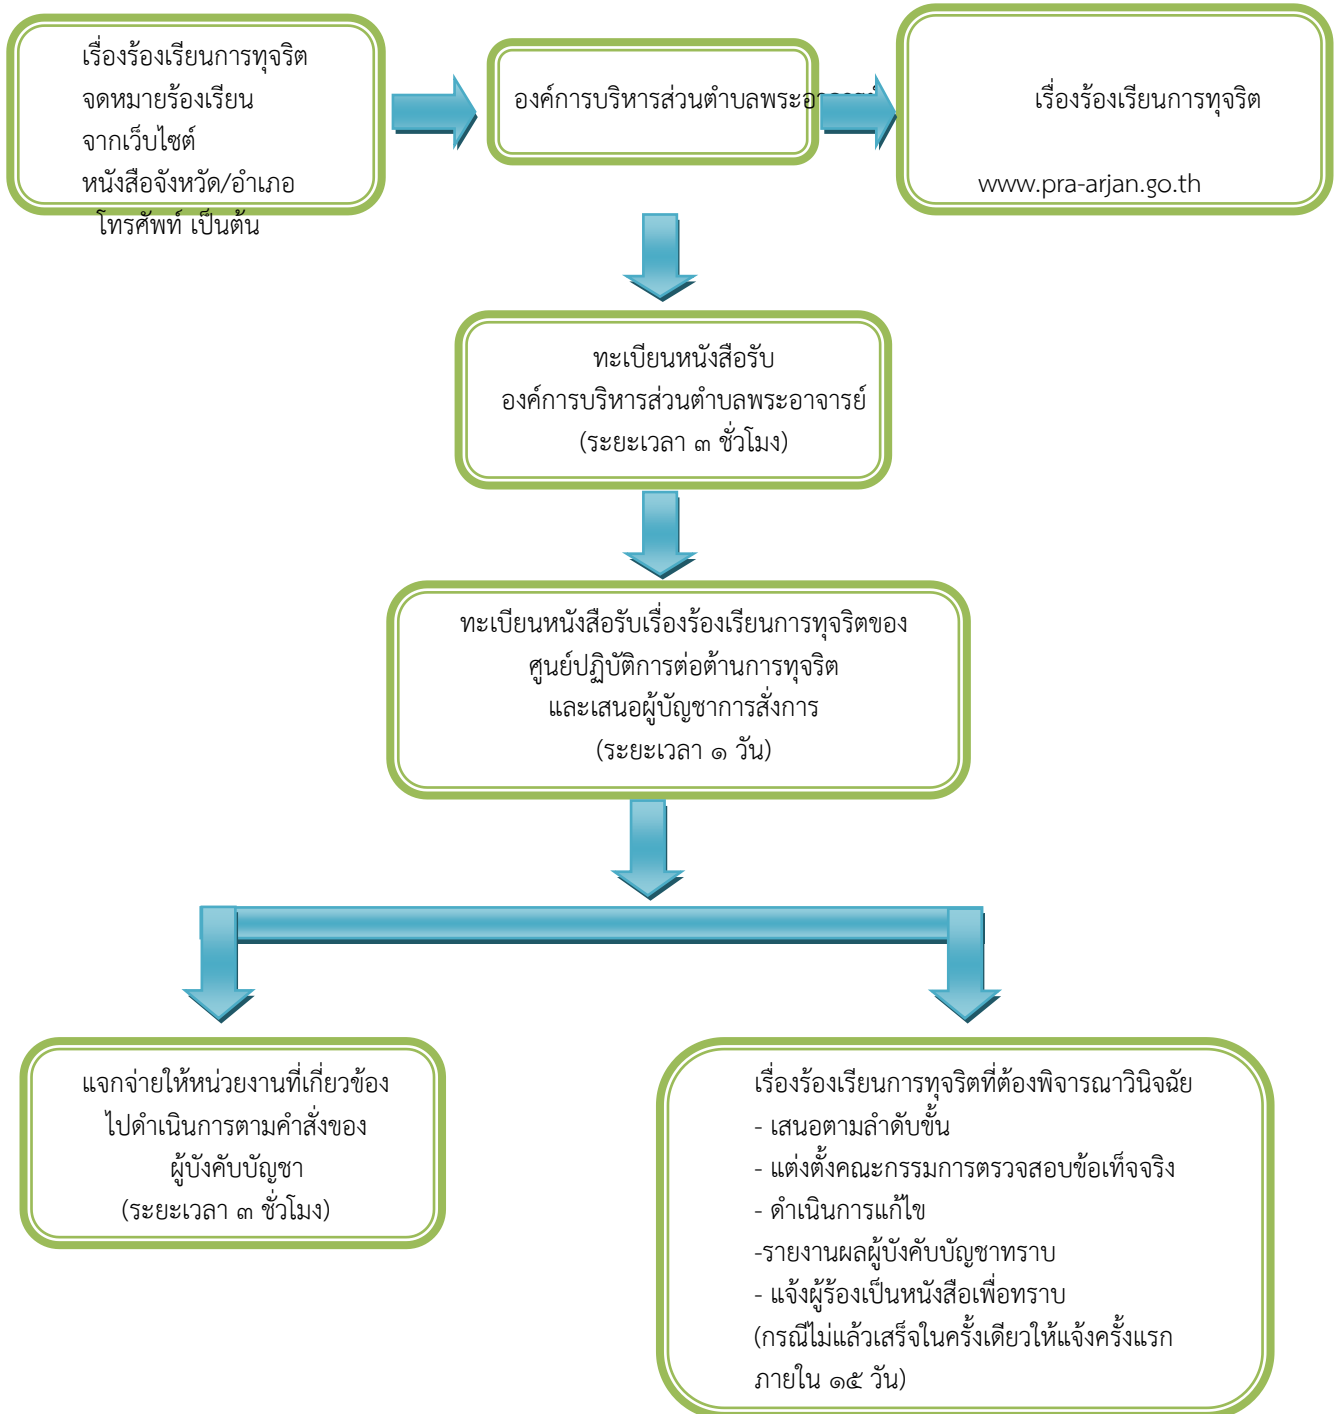 เรื่องร้องเรียนการทุจริต
จดหมายร้องเรียน
จากเว็บไซต์
หนังสือจังหวัด/อำเภอ
โทรศัพท์ เป็นต้น
องค์การบริหารส่วนตำบลพระอาจารย์
เรื่องร้องเรียนการทุจริต
www.pra-arjan.go.th
ทะเบียนหนังสือรับ
องค์การบริหารส่วนตำบลพระอาจารย์
(ระยะเวลา ๓ ชั่วโมง)
ทะเบียนหนังสือรับเรื่องร้องเรียนการทุจริตของ
ศูนย์ปฏิบัติการต่อต้านการทุจริต
และเสนอผู้บัญชาการสั่งการ
(ระยะเวลา ๑ วัน)
แจกจ่ายให้หน่วยงานที่เกี่ยวข้อง
ไปดำเนินการตามคำสั่งของ
ผู้บังคับบัญชา
(ระยะเวลา ๓ ชั่วโมง)
เรื่องร้องเรียนการทุจริตที่ต้องพิจารณาวินิจฉัย
- เสนอตามลำดับขั้น
- แต่งตั้งคณะกรรมการตรวจสอบข้อเท็จจริง
- ดำเนินการแก้ไข
-รายงานผลผู้บังคับบัญชาทราบ
- แจ้งผู้ร้องเป็นหนังสือเพื่อทราบ
(กรณีไม่แล้วเสร็จในครั้งเดียวให้แจ้งครั้งแรก
ภายใน ๑๕ วัน)